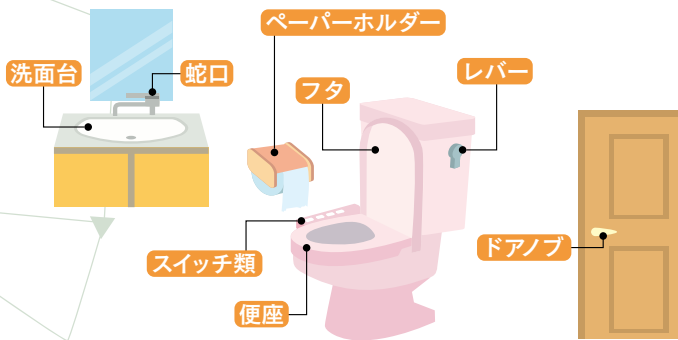 ペーパーホルダー
洗面台
蛇口
フタ
レバー
スイッチ類
ドアノブ
便座